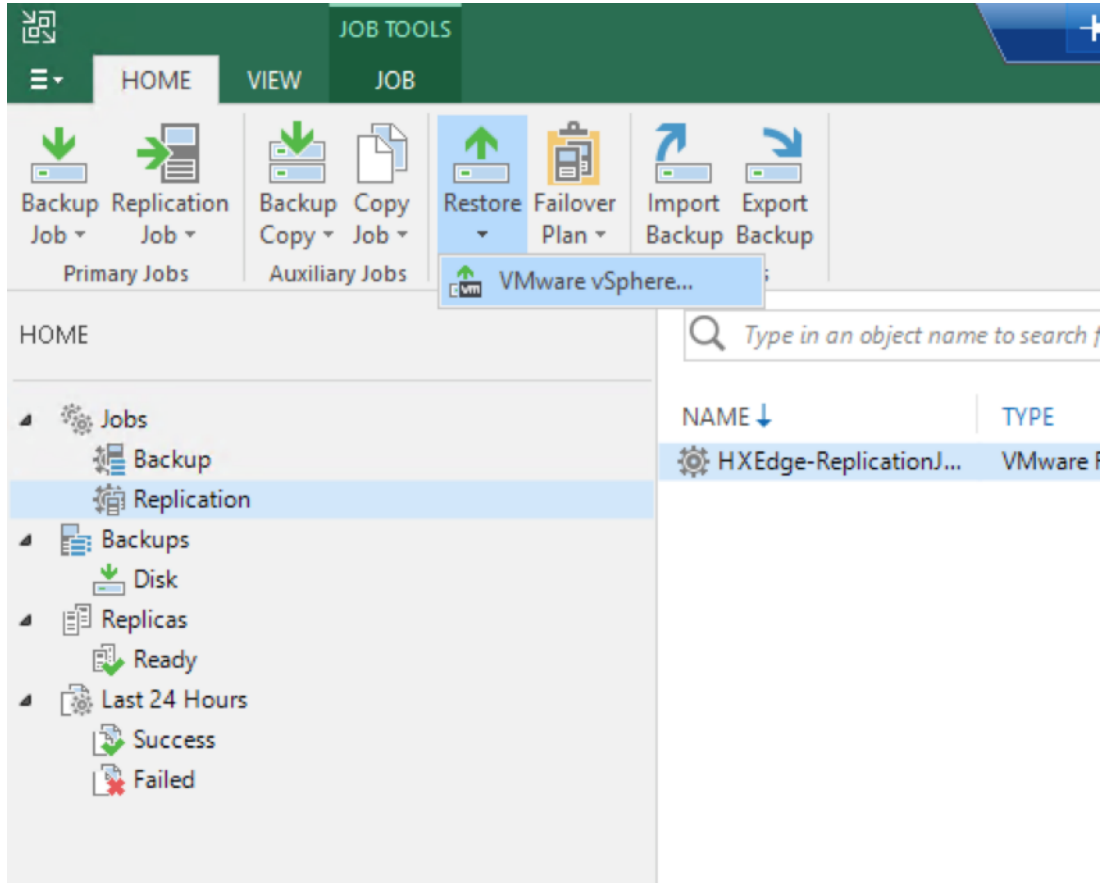 JOB TOOLS
HOME VIEW JOB
Backup Job Replication Job Backup Copy Copy Job Restore Failover Plan Import Backup Export Backup
Primary Jobs Auxiliary Jobs
VMware vSphere...
HOME
Type in an object name to search
Jobs
NAME TYPE
Backup
HXEdge-ReplicationJ... VMware
Replication
Backups
Disk
Replicas
Ready
Last 24 Hours
Success
Failed